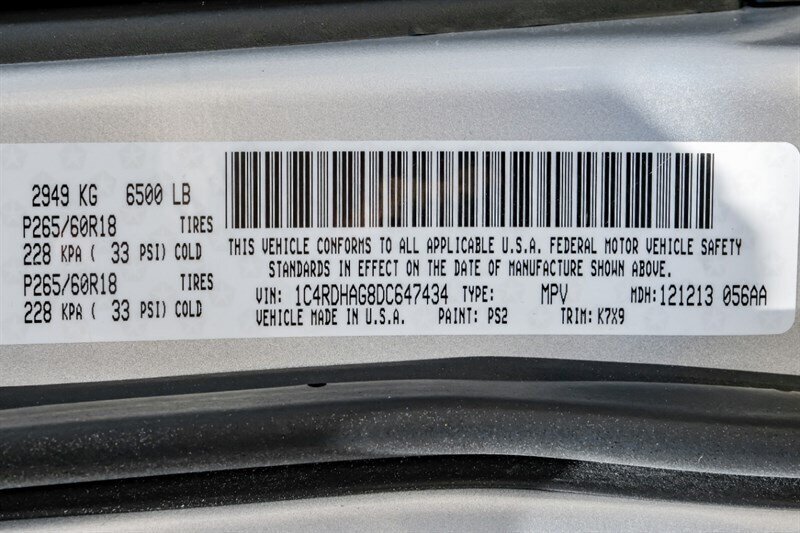 2949 KG 6500 LB
P265/60R18 TIRES
228 KPA ( 33 PSI) COLD
P265/60R18 TIRES
228 KPA ( 33 PSI) COLD
THIS VEHICLE CONFORMS TO ALL APPLICABLE U.S.A. FEDERAL MOTOR VEHICLE SAFETY
STANDARDS IN EFFECT ON THE DATE OF MANUFACTURE SHOWN ABOVE.
VIN: 1C4RDHAG8DC647434 TYPE: MPV MDH:121213 056AA
VEHICLE MADE IN U.S.A. PAINT: PS2 TRIM: K7X9